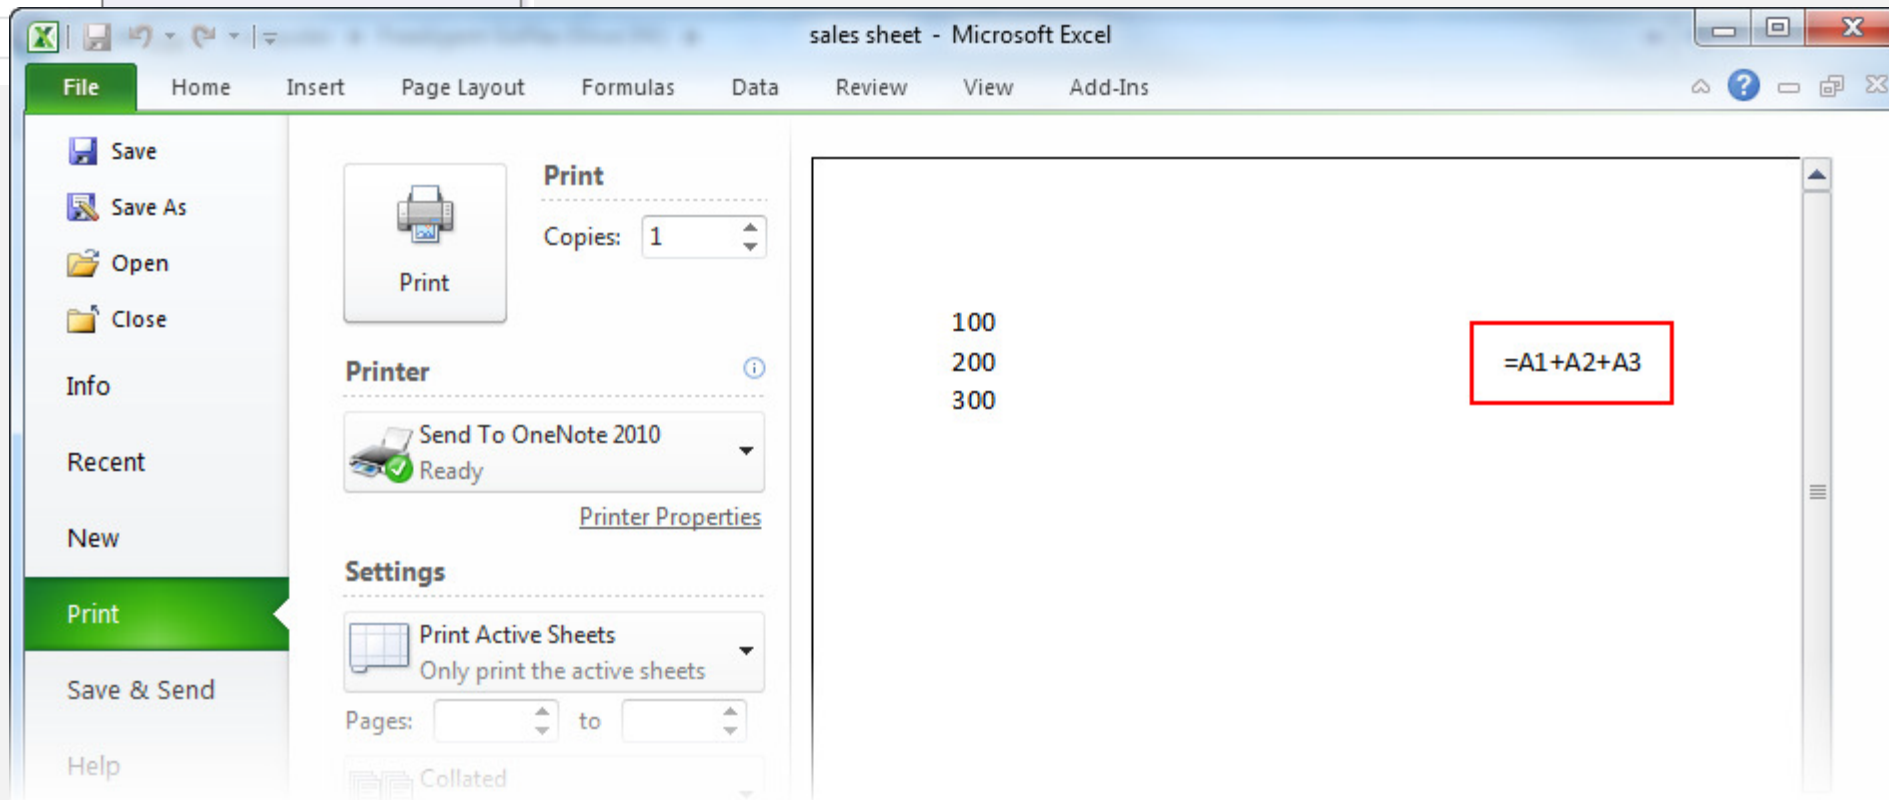 sales sheet - Microsoft Excel
File Home Insert Page Layout Formulas Data Review View Add-Ins
Save
Save As
Open
Close
Info
Recent
New
Print
Save & Send
Help
Print
Print
Copies: 1
Printer
Send To OneNote 2010
Ready
Printer Properties
Settings
Print Active Sheets
Only print the active sheets
Pages: to
Collated
100
200 =A1+A2+A3
300